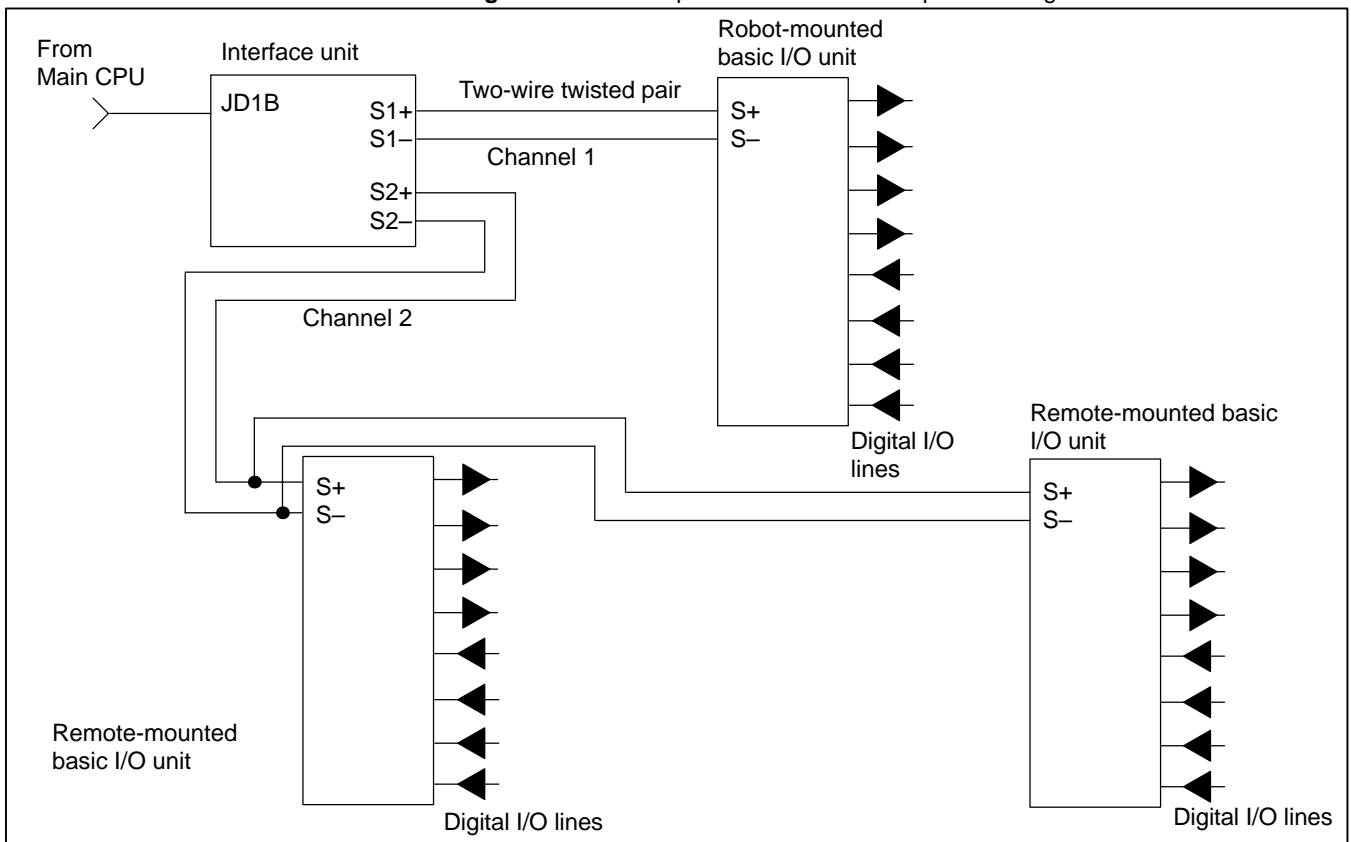 From
Main CPU
Interface unit
JD1B
S1+
S1–
S2+
S2–
Two-wire twisted pair
Channel 1
Channel 2
Robot-mounted
basic I/O unit
S+
S–
Digital I/O
lines
Remote-mounted basic
I/O unit
S+
S–
Digital I/O lines
S+
S–
Remote-mounted
basic I/O unit
Digital I/O lines